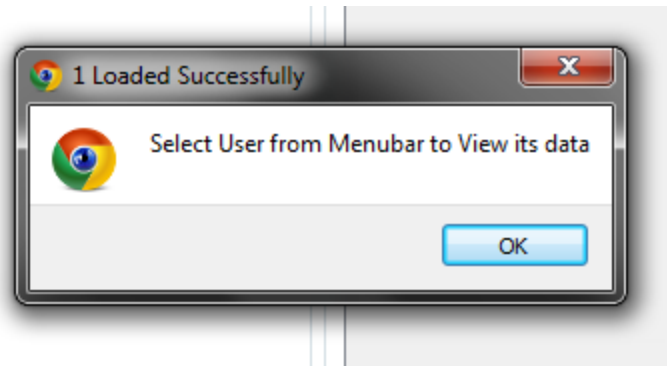 1 Loaded Successfully
Select User from Menubar to View its data
OK